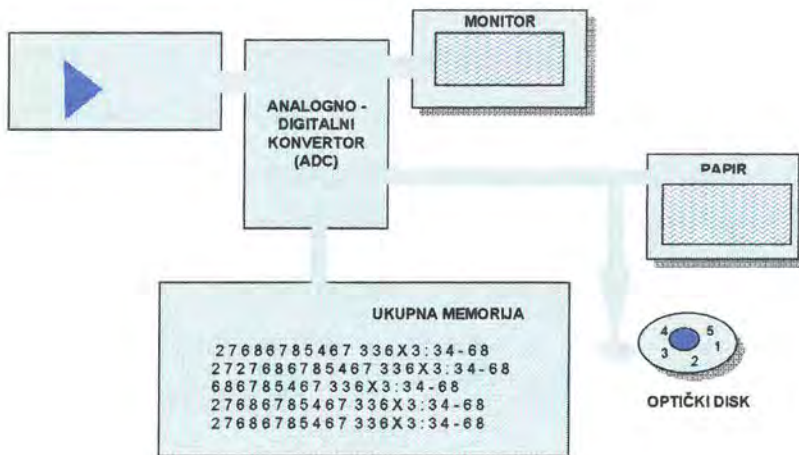 MONITOR
ANALOGNO -
DIGITALNI
KONVERTOR
(ADC)
PAPIR
UKUPNA MEMORIJA
27686785467 336X3:34-68
2727686785467 336X3:34-68
686785467 336X3:34-68
27686785467 336X3:34-68
27686785467 336X3:34-68
4 5
3 1
2
OPTIČKI DISK